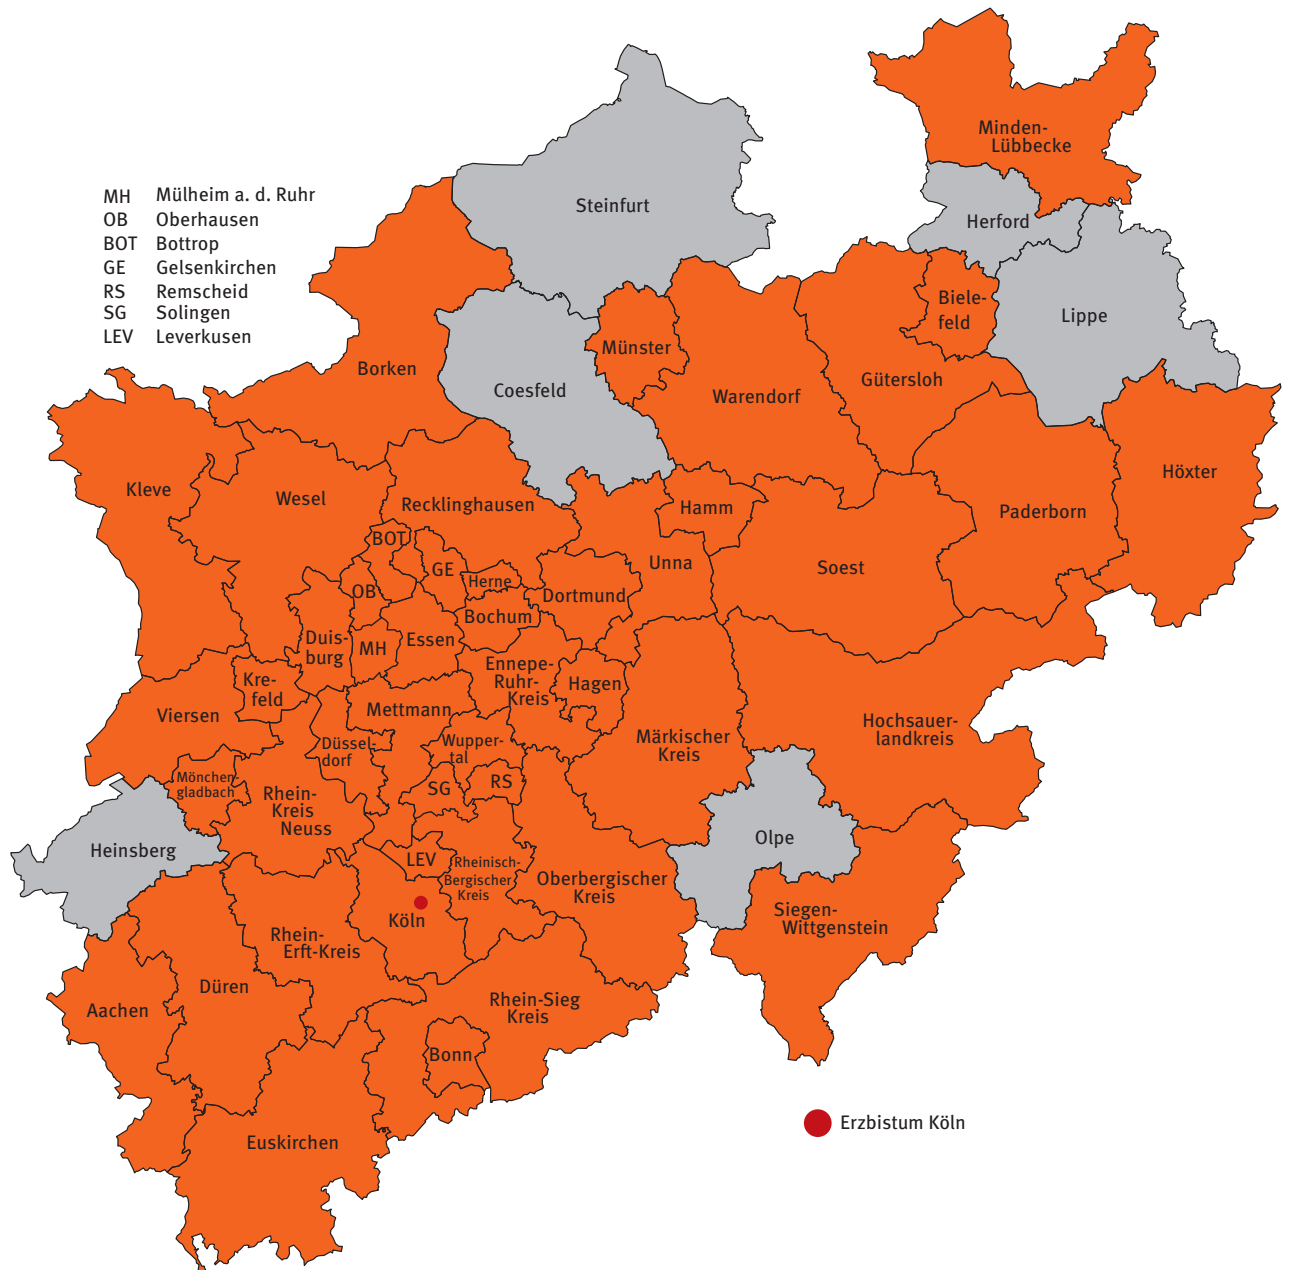 Minden-
Lübbecke
MH Mülheim a. d. Ruhr
OB Oberhausen
BOT Bottrop
GE Gelsenkirchen
RS Remscheid
SG Solingen
LEV Leverkusen
Steinfurt
Herford
Biele-
feld
Lippe
Münster
Borken
Coesfeld
Warendorf
Gütersloh
Kleve
Wesel
Recklinghausen
Hamm
Paderborn
Höxter
BOT
GE
Herne
Unna
Soest
OB
Dortmund
Bochum
Duis-
burg
MH
Essen
Ennepe-
Ruhr-
Kreis
Hagen
Kre-
feld
Viersen
Mettmann
Hochsauer-
landkreis
Märkischer
Kreis
Düssel-
dorf
Wupper-
tal
Mönchen-
gladbach
SG
RS
Rhein-
Kreis
Neuss
Olpe
Heinsberg
LEV
Rheinisch-
Bergischer
Kreis
Oberbergischer
Kreis
Köln
Siegen-
Wittgenstein
Rhein-
Erft-Kreis
Düren
Aachen
Rhein-Sieg
Kreis
Bonn
Erzbistum Köln
Euskirchen